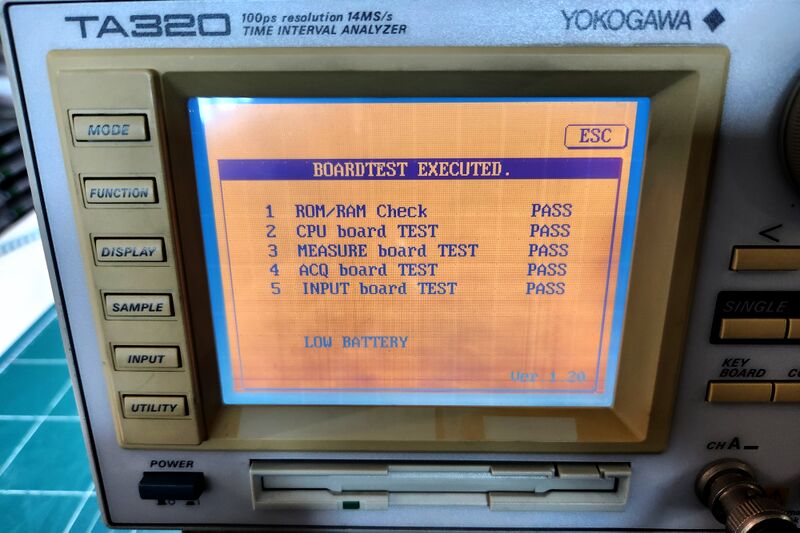 TA320 100ps resolution 14MS/s
TIME INTERVAL ANALYZER
YOKOGAWA
MODE
FUNCTION
DISPLAY
SAMPLE
INPUT
UTILITY
POWER
ESC
BOARDTEST EXECUTED.
1 ROM/RAM Check PASS
2 CPU board TEST PASS
3 MEASURE board TEST PASS
4 ACQ board TEST PASS
5 INPUT board TEST PASS
LOW BATTERY
Ver 1.20
<
SINGLE
KEY
BOARD
CH A